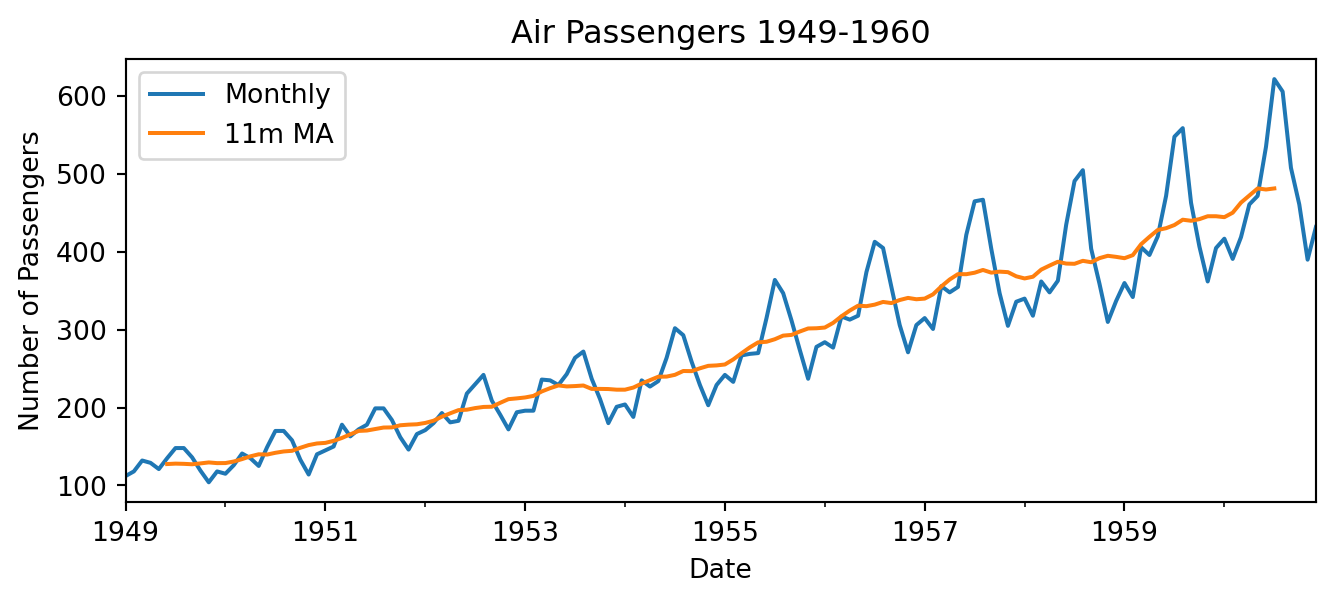 Air Passengers 1949-1960
Monthly
11m MA
Number of Passengers
600
500
400
300
200
100
1949 1951 1953 1955 1957 1959
Date